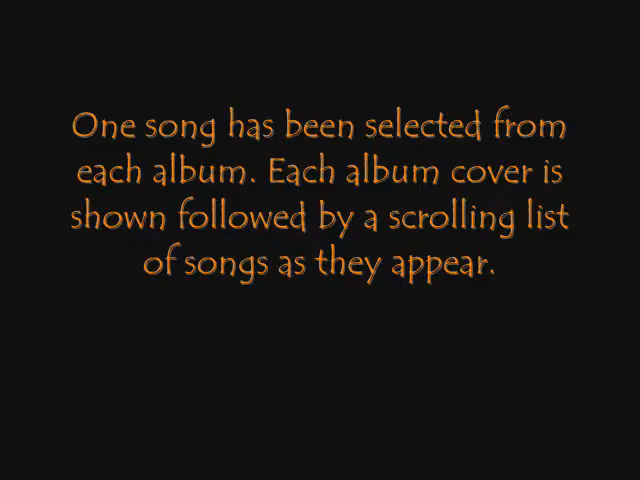 One song has been selected from
each album. Each album cover is
shown followed by a scrolling list
of songs as they appear.